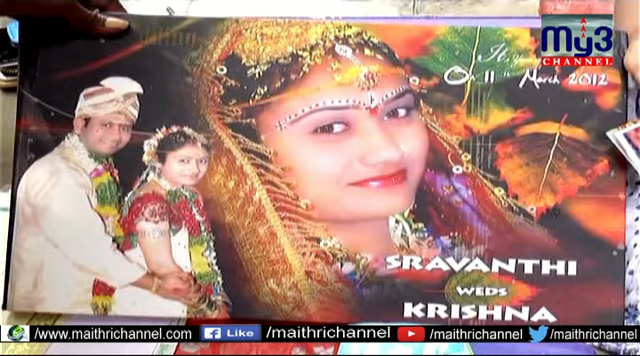 My3
CHANNEL
On 11th March 2012
SRAVANTHI
WEDS
KRISHNA
/www.maithrichannel.com
f Like
/maithrichannel
/maithrichannel
/maithrichannel